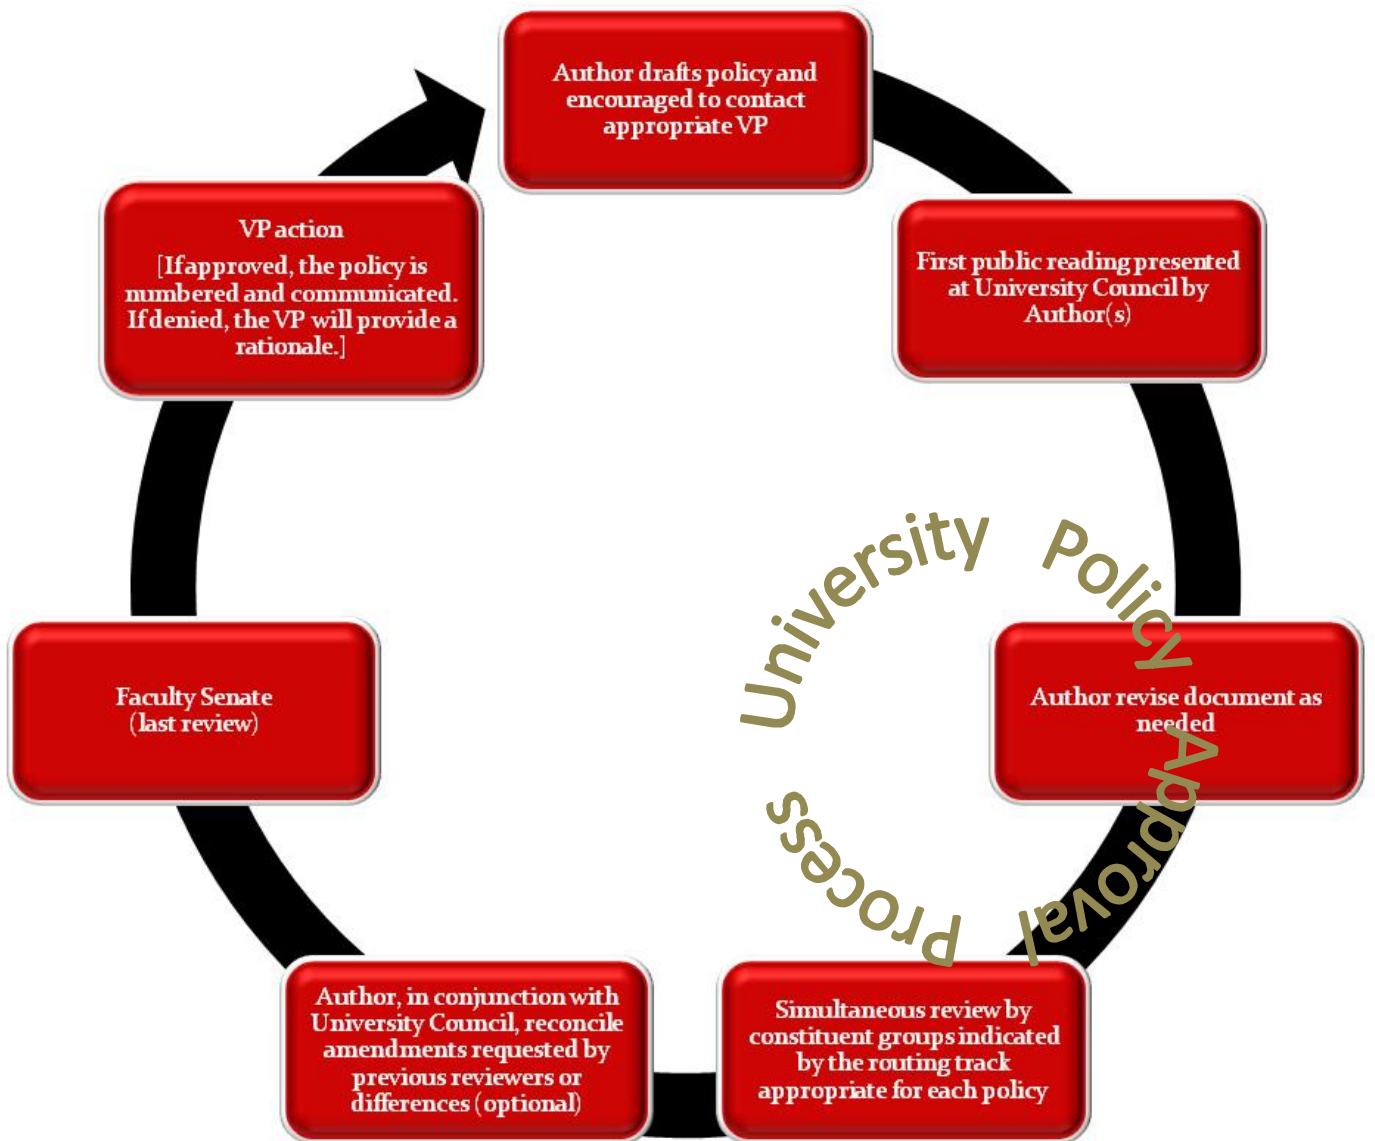 Author drafts policy and
encouraged to contact
appropriate VP
First public reading presented
at University Council by
Author(s)
Author revise document as
needed
Simultaneous review by
constituent groups indicated
by the routing track
appropriate for each policy
Author, in conjunction with
University Council, reconcile
amendments requested by
previous reviewers or
differences (optional)
Faculty Senate
(last review)
VP action
[If approved, the policy is
numbered and communicated.
If denied, the VP will provide a
rationale.]
University Policy Approval Process